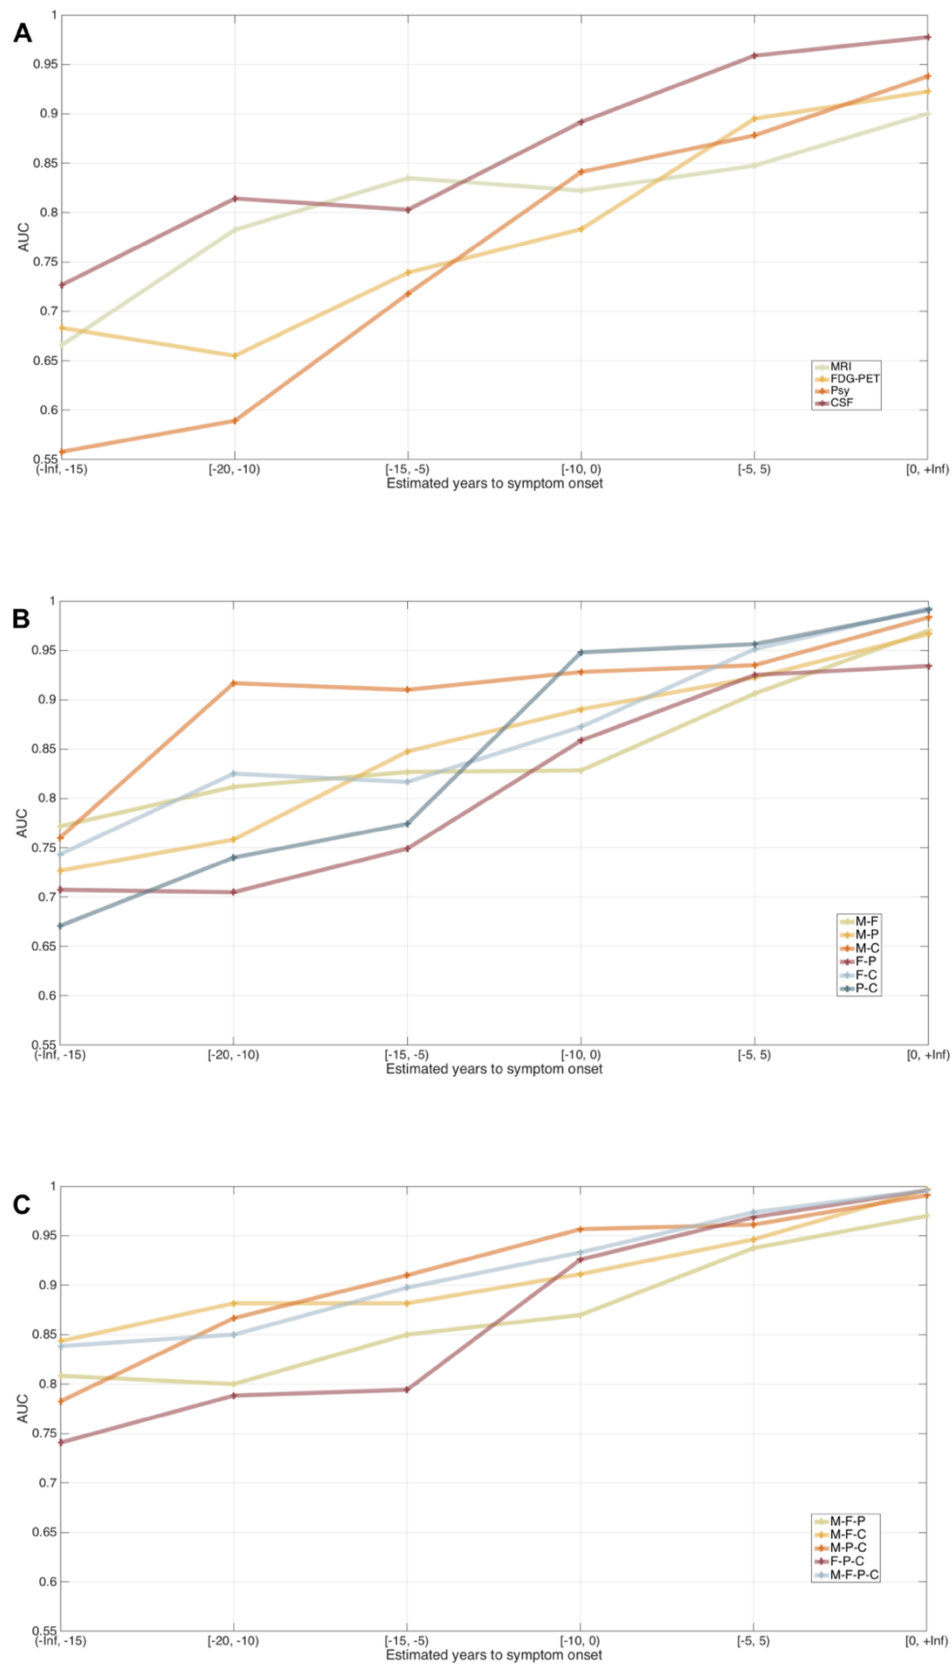 A
1
0.95
0.9
0.85
0.8
0.75
0.7
0.65
0.6
0.55
AUC
(-Inf, -15)
[-20, -10)
[-15, -5)
[-10, 0)
[-5, 5)
[0, +Inf)
Estimated years to symptom onset
MRI
FDG-PET
Psy
CSF
B
1
0.95
0.9
0.85
0.8
0.75
0.7
0.65
0.6
0.55
AUC
(-Inf, -15)
[-20, -10)
[-15, -5)
[-10, 0)
[-5, 5)
[0, +Inf)
Estimated years to symptom onset
M-F
M-P
M-C
F-P
F-C
P-C
C
1
0.95
0.9
0.85
0.8
0.75
0.7
0.65
0.6
0.55
AUC
(-Inf, -15)
[-20, -10)
[-15, -5)
[-10, 0)
[-5, 5)
[0, +Inf)
Estimated years to symptom onset
M-F-P
M-F-C
M-P-C
F-P-C
M-F-P-C